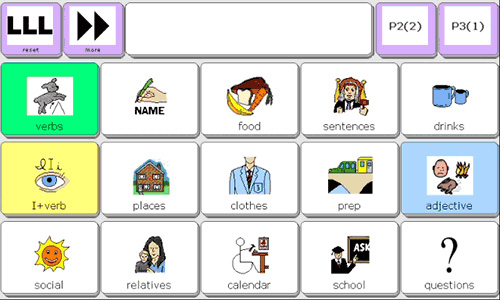 LLL
reset
more
P2(2)
P3(1)
verbs
NAME
food
sentences
drinks
I i
I+verb
places
clothes
3
prep
adjective
social
relatives
calendar
ASK
school
?
questions